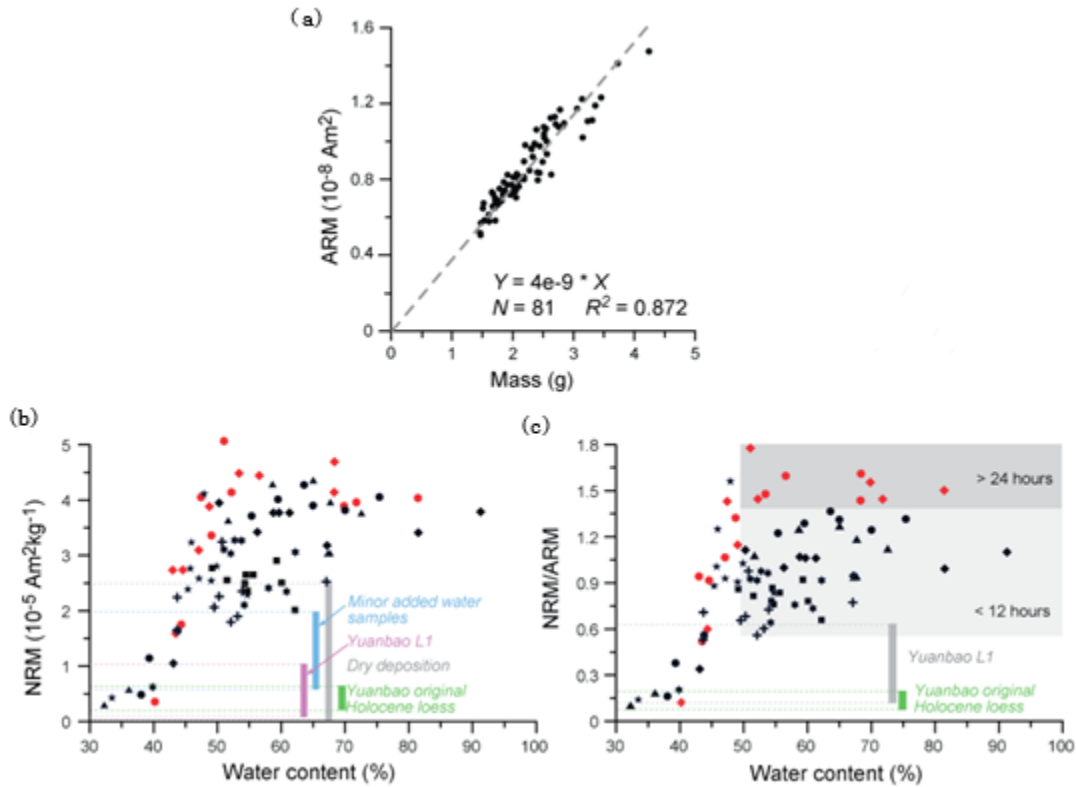 (a)
1.6
1.2
0.8
0.4
0
ARM (10⁻⁸ Am²)
Y = 4e-9 * X
N = 81 R² = 0.872
0 1 2 3 4 5
Mass (g)
(b)
5
4
3
2
1
0
NRM (10⁻⁵ Am²kg⁻¹)
Minor added water
samples
Yuanbao L1
Dry deposition
Yuanbao original
Holocene loess
30 40 50 60 70 80 90 100
Water content (%)
(c)
1.8
1.5
1.2
0.9
0.6
0.3
0
NRM/ARM
> 24 hours
< 12 hours
Yuanbao L1
Yuanbao original
Holocene loess
30 40 50 60 70 80 90 100
Water content (%)